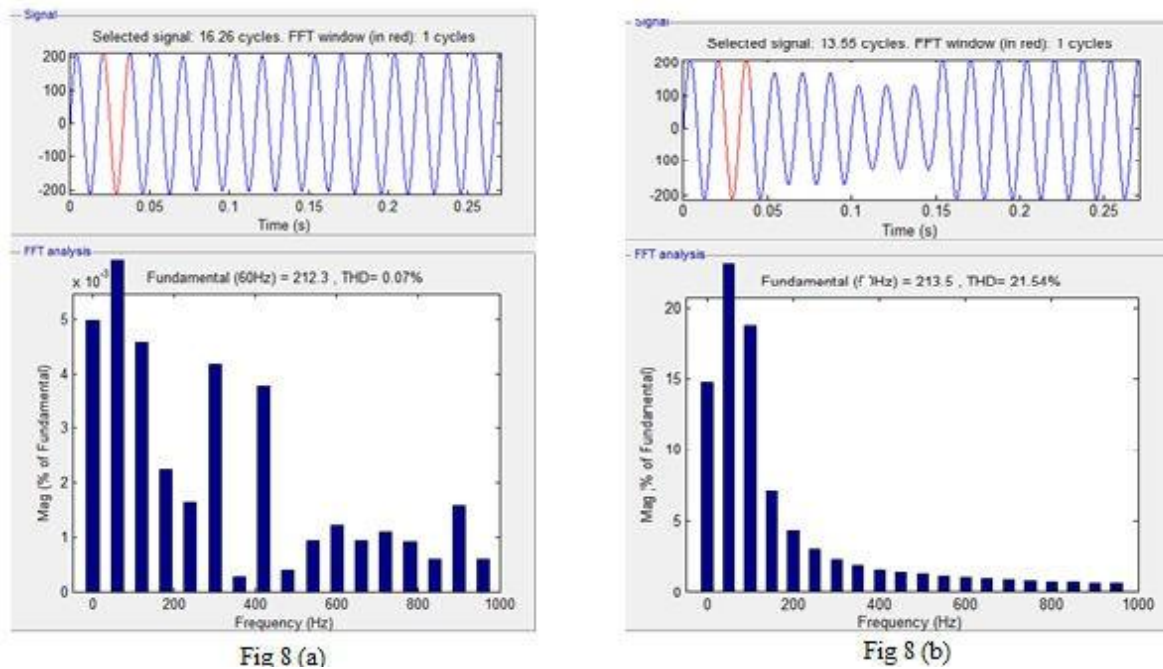 Signal
Selected signal: 16.26 cycles. FFT window (in red): 1 cycles
200
100
0
-100
-200
0
0.05
0.1
0.15
0.2
0.25
Time (s)
FFT analysis
x 10^-3
Fundamental (60Hz) = 212.3 , THD= 0.07%
5
4
3
2
1
0
Mag (% of Fundamental)
0
200
400
600
800
1000
Frequency (Hz)
Fig 8 (a)
Signal
Selected signal: 13.55 cycles. FFT window (in red): 1 cycles
200
100
0
-100
-200
0
0.05
0.1
0.15
0.2
0.25
Time (s)
FFT analysis
Fundamental = 213.5 , THD= 21.54%
20
15
10
5
0
Mag (% of Fundamental)
0
200
400
600
800
1000
Frequency (Hz)
Fig 8 (b)